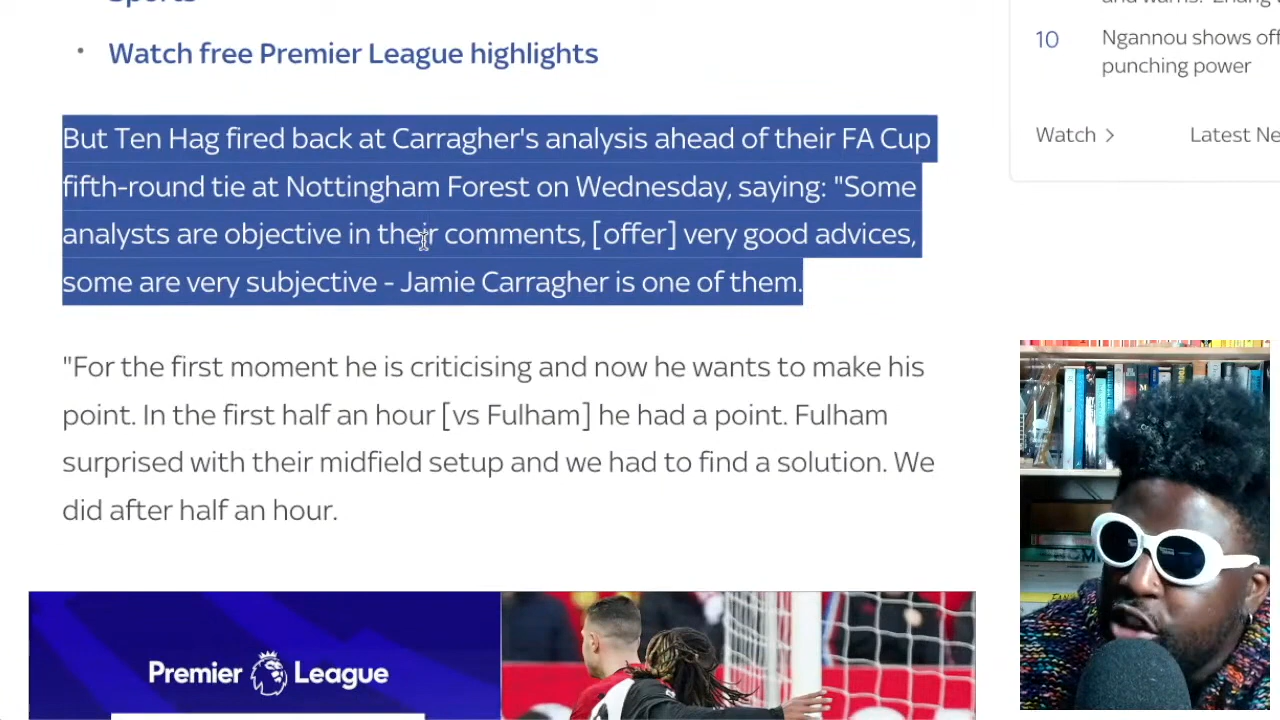 Sports
and warns: 'Zhang
• Watch free Premier League highlights
10 Ngannou shows off
punching power
Watch > Latest Ne
But Ten Hag fired back at Carragher's analysis ahead of their FA Cup
fifth-round tie at Nottingham Forest on Wednesday, saying: "Some
analysts are objective in their comments, [offer] very good advices,
some are very subjective - Jamie Carragher is one of them.
"For the first moment he is criticising and now he wants to make his
point. In the first half an hour [vs Fulham] he had a point. Fulham
surprised with their midfield setup and we had to find a solution. We
did after half an hour.
Premier League